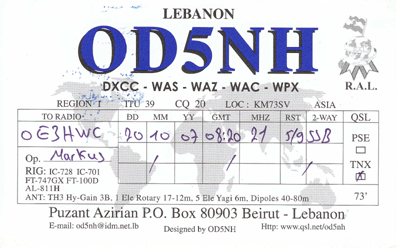 LEBANON
OD5NH
DXCC - WAS - WAZ - WAC - WPX
R.A.L.
REGION 1 ITU 39 CQ 20 LOC : KM73SV ASIA
TO RADIO DD MM YY GMT MHZ RST 2-WAY QSL
OE3HWC 20 10 07 08:20 21 5/9 SSB PSE
Op. Markus TNX
RIG: IC-728 IC-701
FT-747GX FT-100D
AL-811H
ANT: TH3 Hy-Gain 3B, 1 Ele Rotary 17-12m, 5 Ele Yagi 6m, Dipoles 40-80m 73'
Puzant Azirian P.O. Box 80903 Beirut - Lebanon
E-mail: od5nh@idm.net.lb Designed by OD5NH Http://www.qsl.net/od5nh